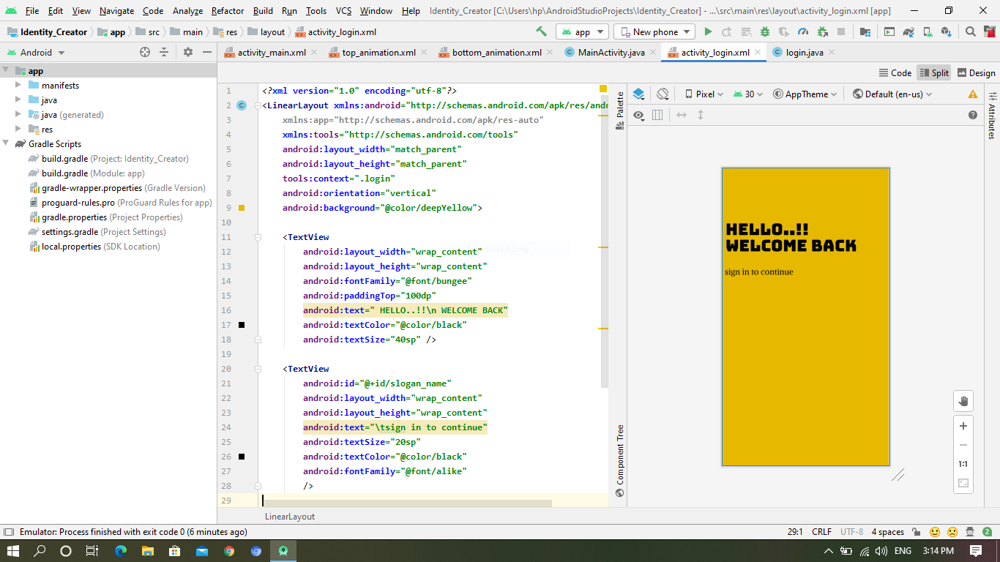 File Edit View Navigate Code Analyze Refactor Build Run Tools VCS Window Help Identity_Creator [C:\Users\hp\AndroidStudioProjects\Identity_Creator] - ...\src\main\res\layout\activity_login.xml [app]
Identity_Creator app src main res layout activity_login.xml app New phone
Android activity_main.xml top_animation.xml bottom_animation.xml MainActivity.java activity_login.xml login.java
Code Split Design
app
manifests
java
java (generated)
res
Gradle Scripts
build.gradle (Project: Identity_Creator)
build.gradle (Module: app)
gradle-wrapper.properties (Gradle Version)
proguard-rules.pro (ProGuard Rules for app)
gradle.properties (Project Properties)
settings.gradle (Project Settings)
local.properties (SDK Location)
1 <?xml version="1.0" encoding="utf-8"?>
2 <LinearLayout xmlns:android="http://schemas.android.com/apk/res/andr
3 xmlns:app="http://schemas.android.com/apk/res-auto"
4 xmlns:tools="http://schemas.android.com/tools"
5 android:layout_width="match_parent"
6 android:layout_height="match_parent"
7 tools:context=".login"
8 android:orientation="vertical"
9 android:background="@color/deepYellow">
10
11 <TextView
12 android:layout_width="wrap_content"
13 android:layout_height="wrap_content"
14 android:fontFamily="@font/bungee"
15 android:paddingTop="100dp"
16 android:text=" HELLO..!!\n WELCOME BACK"
17 android:textColor="@color/black"
18 android:textSize="40sp" />
19
20 <TextView
21 android:id="@+id/slogan_name"
22 android:layout_width="wrap_content"
23 android:layout_height="wrap_content"
24 android:text="\tsign in to continue"
25 android:textSize="20sp"
26 android:textColor="@color/black"
27 android:fontFamily="@font/alike"
28 />
29
LinearLayout
Palette
Component Tree
Pixel 30 AppTheme Default (en-us)
Attributes
HELLO..!!
WELCOME BACK
sign in to continue
1:1
Emulator: Process finished with exit code 0 (6 minutes ago) 29:1 CRLF UTF-8 4 spaces 2
ENG 3:14 PM